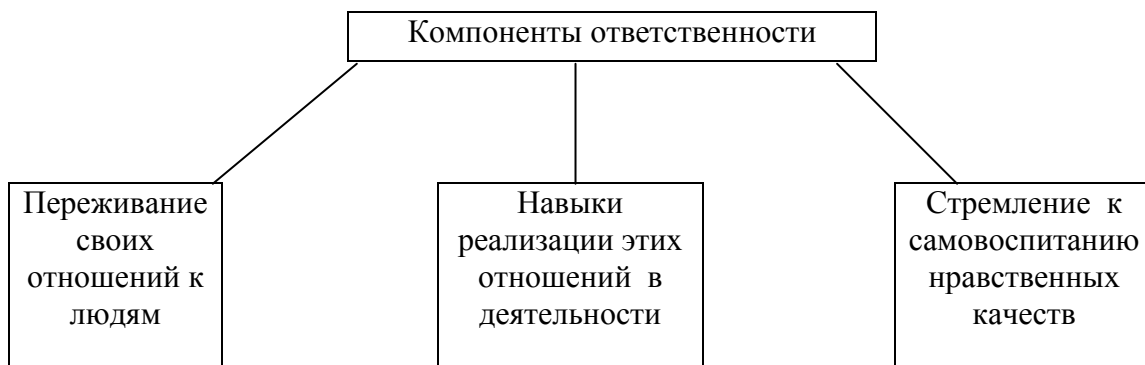 Компоненты ответственности
Переживание
своих
отношений к
людям
Навыки
реализации этих
отношений в
деятельности
Стремление к
самовоспитанию
нравственных
качеств